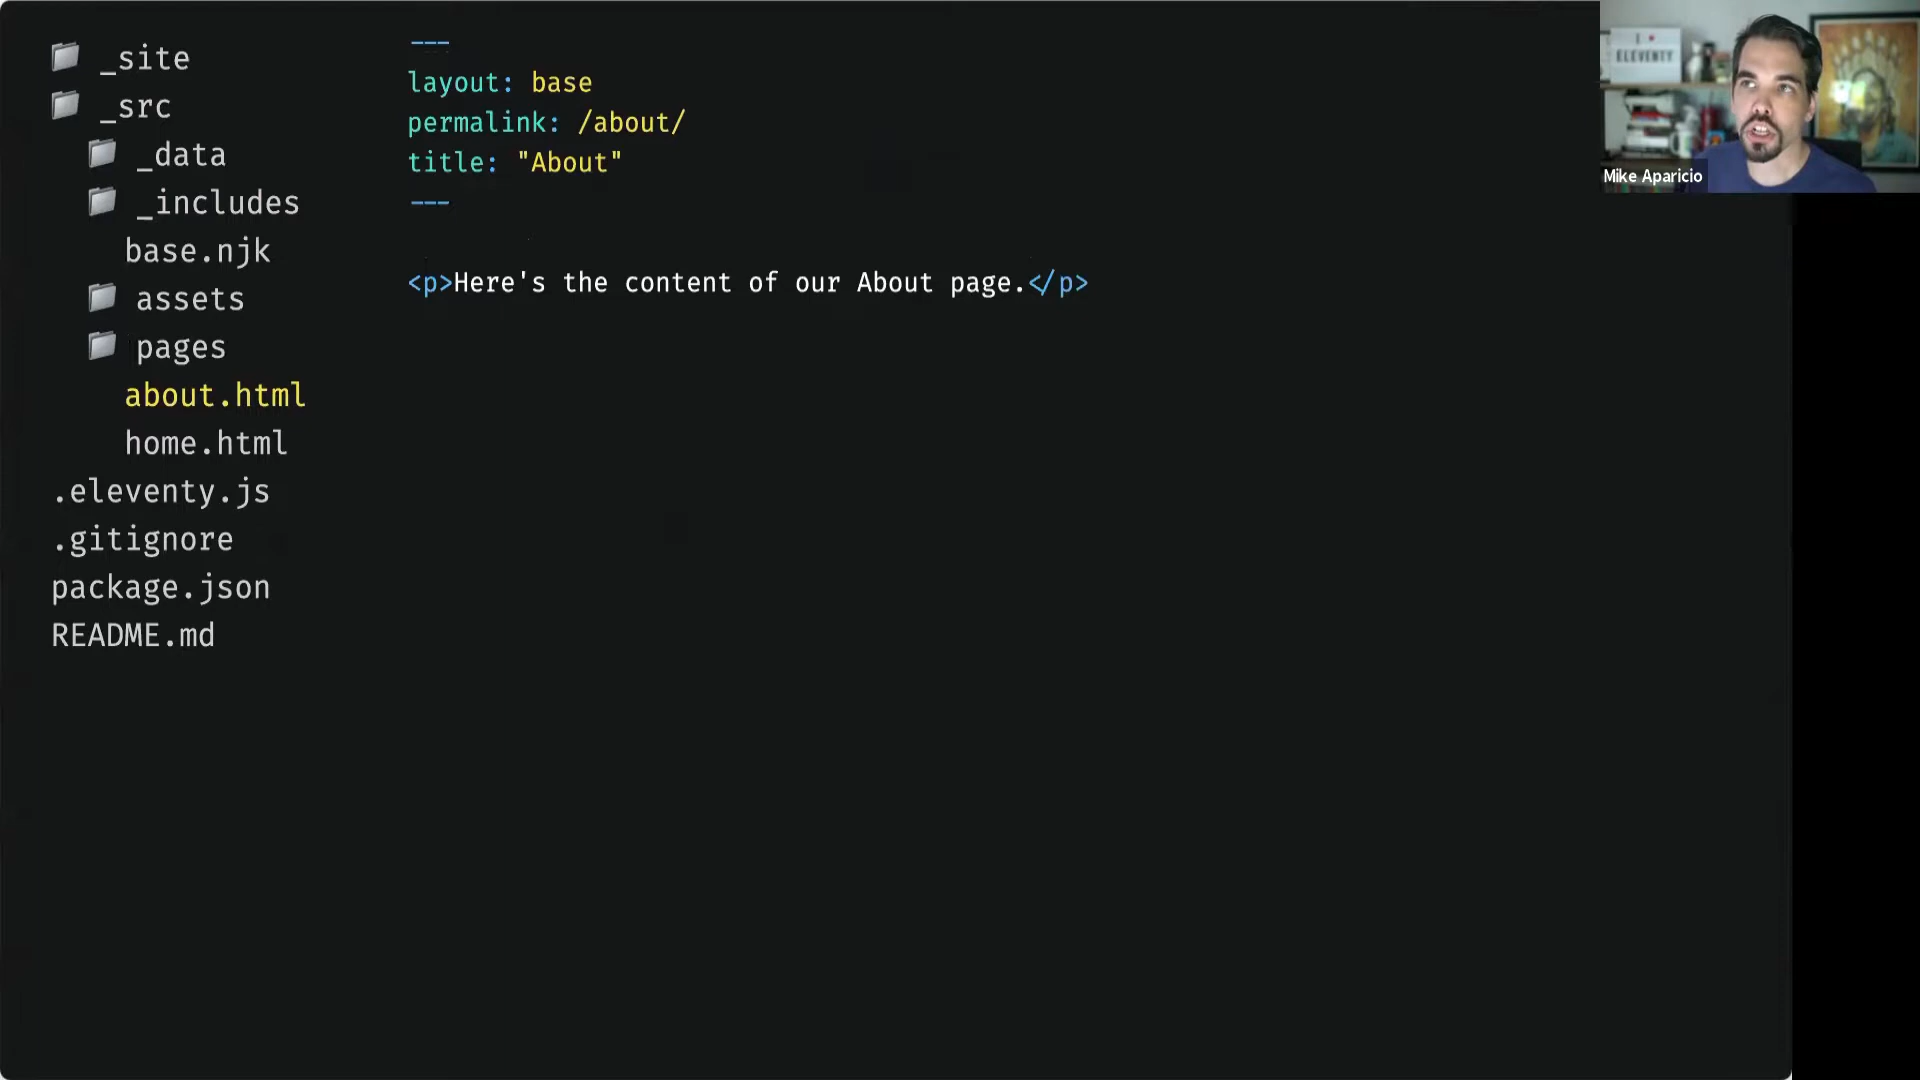 _site
_src
_data
_includes
base.njk
assets
pages
about.html
home.html
.eleventy.js
.gitignore
package.json
README.md
---
layout: base
permalink: /about/
title: "About"
---
<p>Here's the content of our About page.</p>
I
ELEVENTY
Mike Aparicio